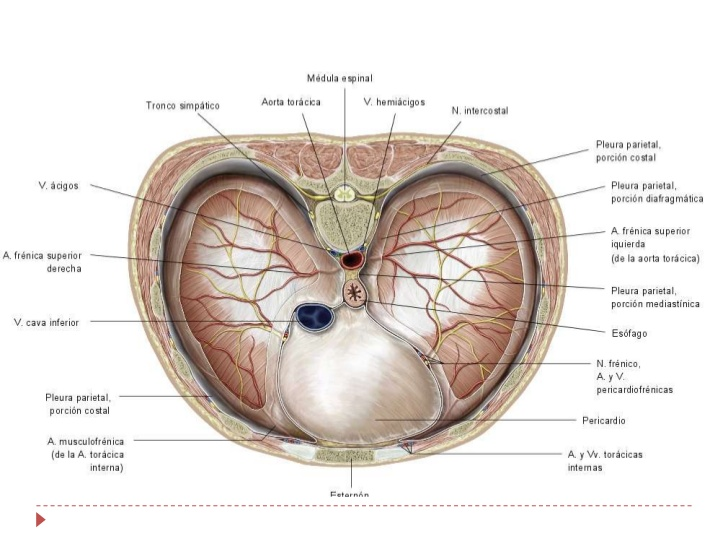 Médula espinal
Tronco simpático
Aorta torácica
V. hemiácigos
N. intercostal
Pleura parietal,
porción costal
V. ácigos
Pleura parietal,
porción diafragmática
A. frénica superior
iquierda
(de la aorta torácica)
A. frénica superior
derecha
Pleura parietal,
porción mediastínica
V. cava inferior
Esófago
N. frénico,
A. y V.
pericardiofrénicas
Pleura parietal,
porción costal
Pericardio
A. musculofrénica
(de la A. torácica
interna)
A. y Vv. torácicas
internas
Esternón